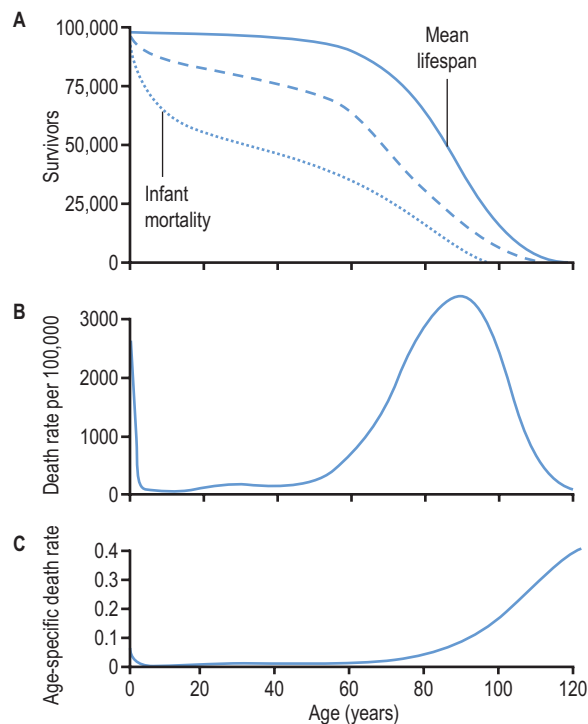 A
100,000
75,000
50,000
25,000
0
Survivors
Mean
lifespan
Infant
mortality
B
3000
2000
1000
0
Death rate per 100,000
C
0.4
0.3
0.2
0.1
0
Age-specific death rate
0 20 40 60 80 100 120
Age (years)